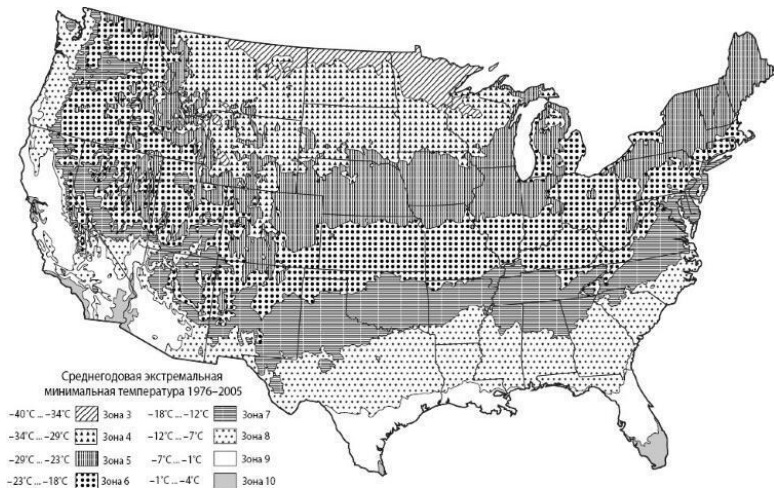 Среднегодовая экстремальная
минимальная температура 1976–2005
−40°C ... −34°C Зона 3
−34°C ... −29°C Зона 4
−29°C ... −23°C Зона 5
−23°C ... −18°C Зона 6
−18°C ... −12°C Зона 7
−12°C ... −7°C Зона 8
−7°C ... −1°C Зона 9
−1°C ... −4°C Зона 10